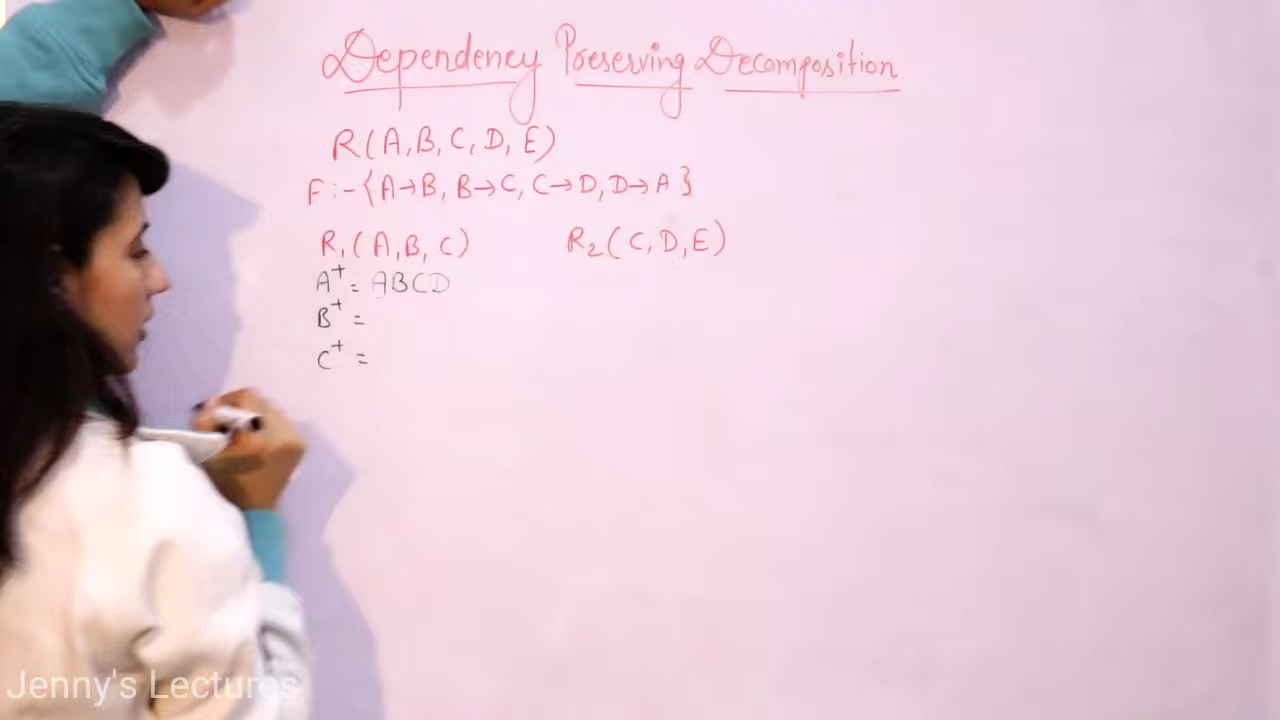 Dependency Preserving Decomposition
R(A,B,C,D,E)
F:-{A→B, B→C, C→D, D→A}
R₁(A,B,C) R₂(C,D,E)
A⁺= ABCD
B⁺ =
C⁺ =
Jenny's Lectures